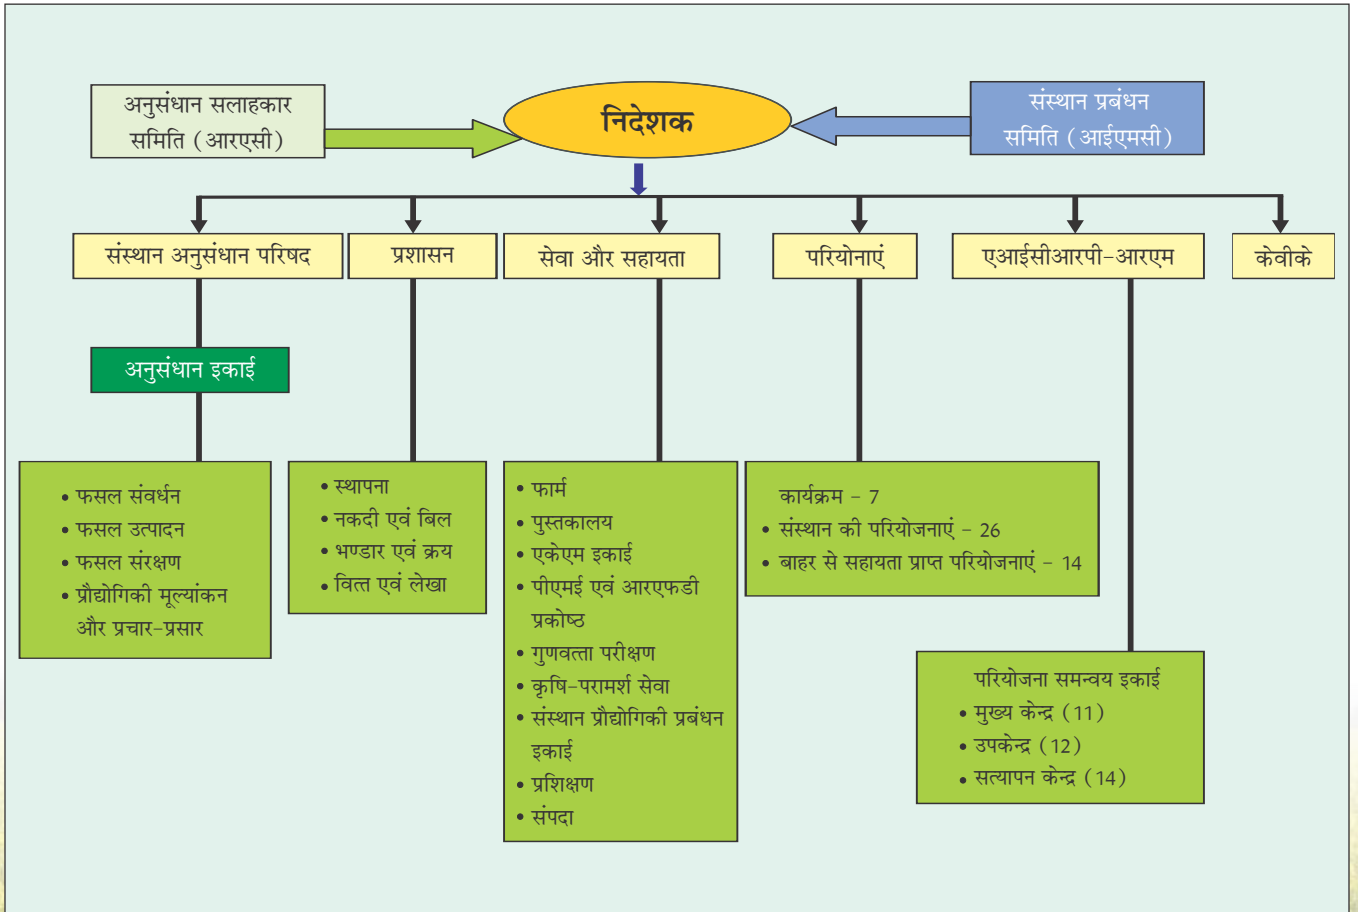 अनुसंधान सलाहकार
समिति (आरएसी)
निदेशक
संस्थान प्रबंधन
समिति (आईएमसी)
संस्थान अनुसंधान परिषद
प्रशासन
सेवा और सहायता
परियोनाएं
एआईसीआरपी-आरएम
केवीके
अनुसंधान इकाई
• फसल संवर्धन
• फसल उत्पादन
• फसल संरक्षण
• प्रौद्योगिकी मूल्यांकन
और प्रचार-प्रसार
• स्थापना
• नकदी एवं बिल
• भण्डार एवं क्रय
• वित्त एवं लेखा
• फार्म
• पुस्तकालय
• एकेएम इकाई
• पीएमई एवं आरएफडी
प्रकोष्ठ
• गुणवत्ता परीक्षण
• कृषि-परामर्श सेवा
• संस्थान प्रौद्योगिकी प्रबंधन
इकाई
• प्रशिक्षण
• संपदा
कार्यक्रम - 7
• संस्थान की परियोजनाएं - 26
• बाहर से सहायता प्राप्त परियोजनाएं - 14
परियोजना समन्वय इकाई
• मुख्य केन्द्र (11)
• उपकेन्द्र (12)
• सत्यापन केन्द्र (14)